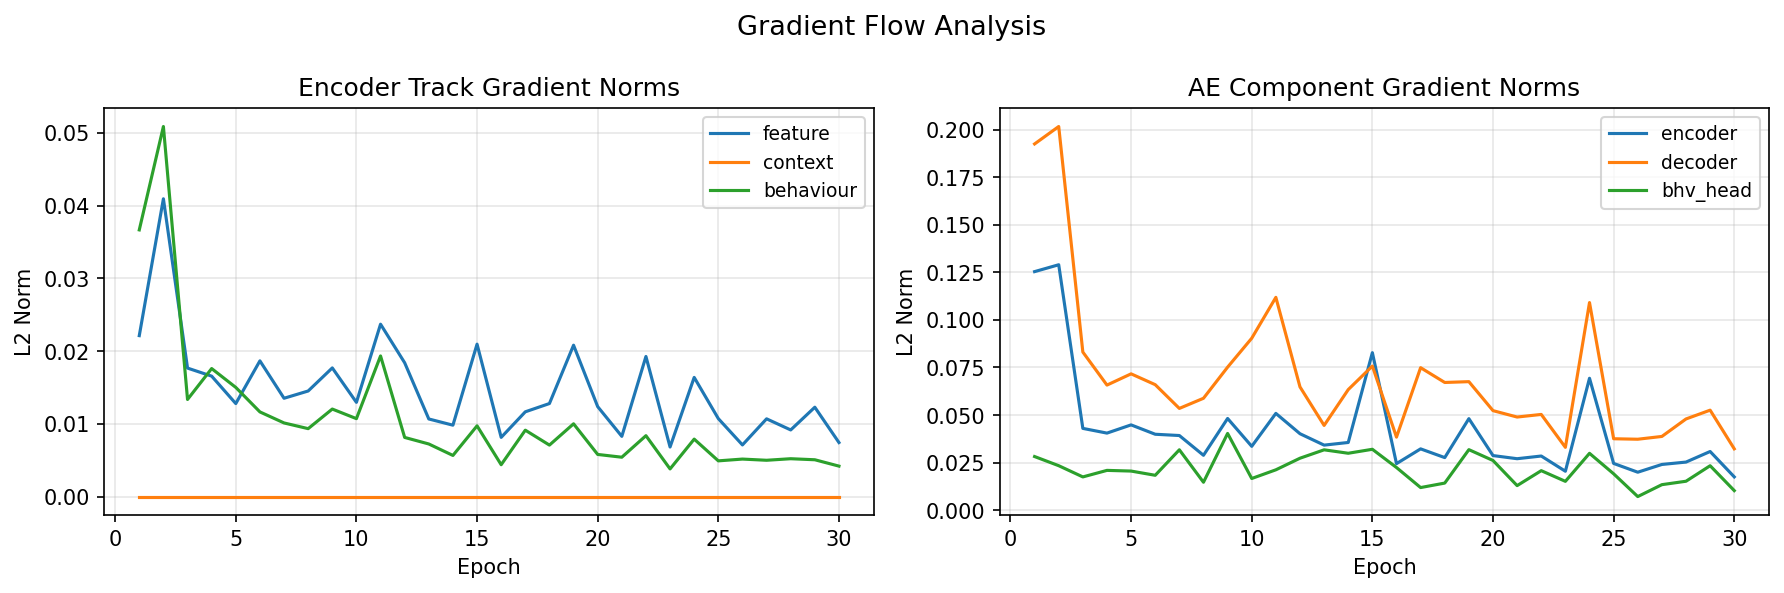 Gradient Flow Analysis
Encoder Track Gradient Norms
L2 Norm
0.05
0.04
0.03
0.02
0.01
0.00
feature
context
behaviour
0 5 10 15 20 25 30
Epoch
AE Component Gradient Norms
L2 Norm
0.200
0.175
0.150
0.125
0.100
0.075
0.050
0.025
0.000
encoder
decoder
bhv_head
0 5 10 15 20 25 30
Epoch